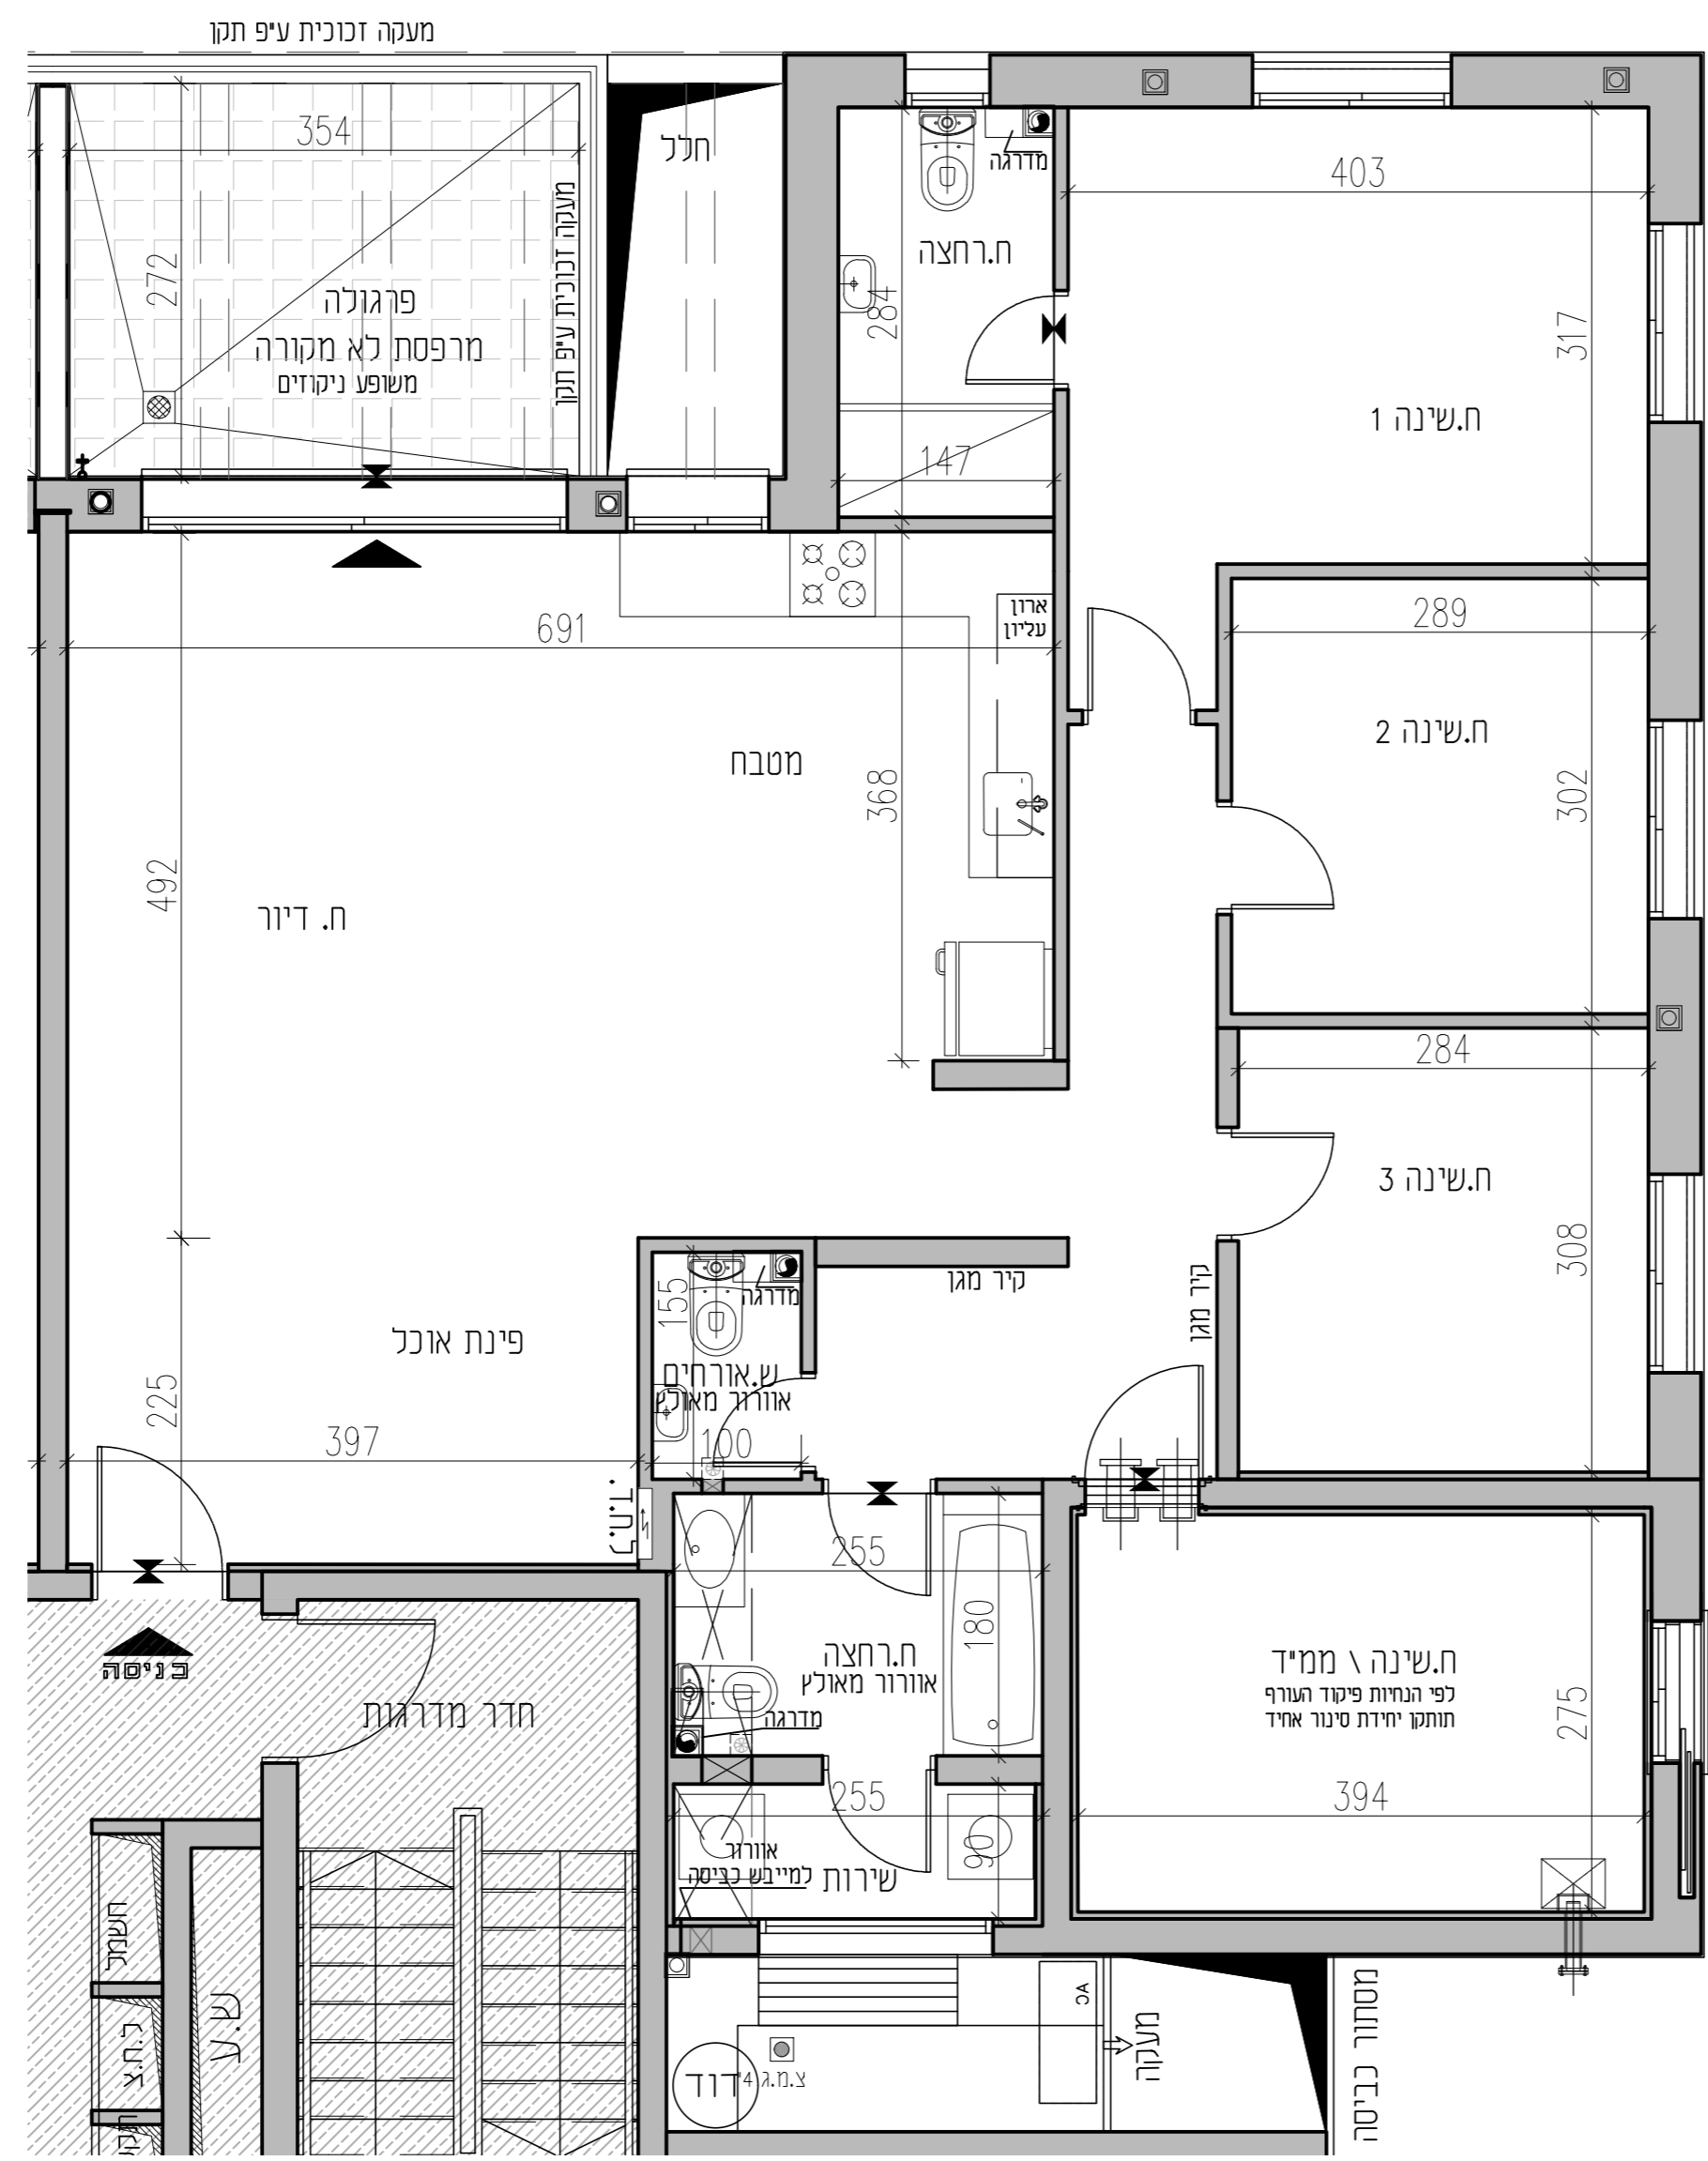 מעקה זכוכית ע"פ תקן
354
חלל
מדרגה
403
מעקה זכוכית ע"פ תקן
ח.רחצה
272
284
317
פרגולה
מרפסת לא מקורה
משופע ניקוזים
ח.שינה 1
147
ארון
עליון
691
289
ח.שינה 2
מטבח
368
302
492
ח. דיור
284
ח.שינה 3
308
קיר מגן
קיר מגן
155
מדרגה
פינת אוכל
ש.אורחים
אוורור מאולץ
225
397
100
255
180
ח.רחצה
אוורור מאולץ
מדרגה
ח.שינה \ ממ"ד
לפי הנחיות פיקוד העורף
תותקן יחידת סינור אחיד
275
כניסה
חדר מדרגות
255
394
90
אוורור
למייבש כביסה
שירות
חשמל
ש.ע
כ.ח.צ
AC
מעקה
מסתור כביסה
דוד
צ.מ.ג 4"